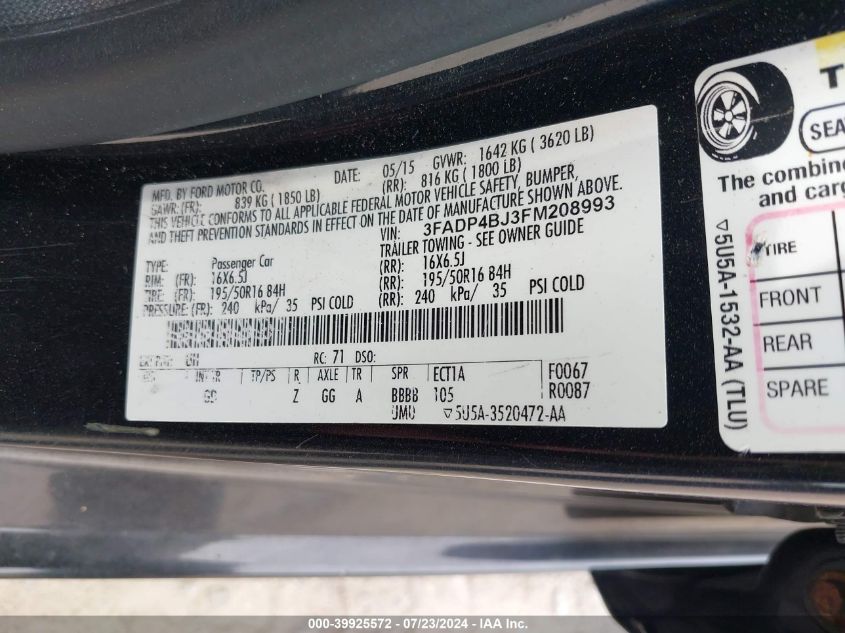 MFD. BY FORD MOTOR CO.
DATE: 05/15 GVWR: 1642 KG ( 3620 LB)
GAWR: (FR): 839 KG ( 1850 LB) (RR): 816 KG ( 1800 LB)
THIS VEHICLE CONFORMS TO ALL APPLICABLE FEDERAL MOTOR VEHICLE SAFETY, BUMPER,
AND THEFT PREVENTION STANDARDS IN EFFECT ON THE DATE OF MANUFACTURE SHOWN ABOVE.
VIN: 3FADP4BJ3FM208993
TRAILER TOWING - SEE OWNER GUIDE
TYPE: Passenger Car
RIM: (FR): 16X6.5J (RR): 16X6.5J
TIRE: (FR): 195/50R16 84H (RR): 195/50R16 84H
PRESSURE: (FR): 240 kPa/ 35 PSI COLD (RR): 240 kPa/ 35 PSI COLD
RC: 71 DSO:
TP/PS R AXLE TR SPR ECT1A F0067
GD Z GG A BBBB 105 R0087
UMU ▽5U5A-3520472-AA
SEA
The combine
and carg
TIRE
FRONT
REAR
SPARE
▽5U5A-1532-AA (TLU)
000-39925572 - 07/23/2024 - IAA Inc.